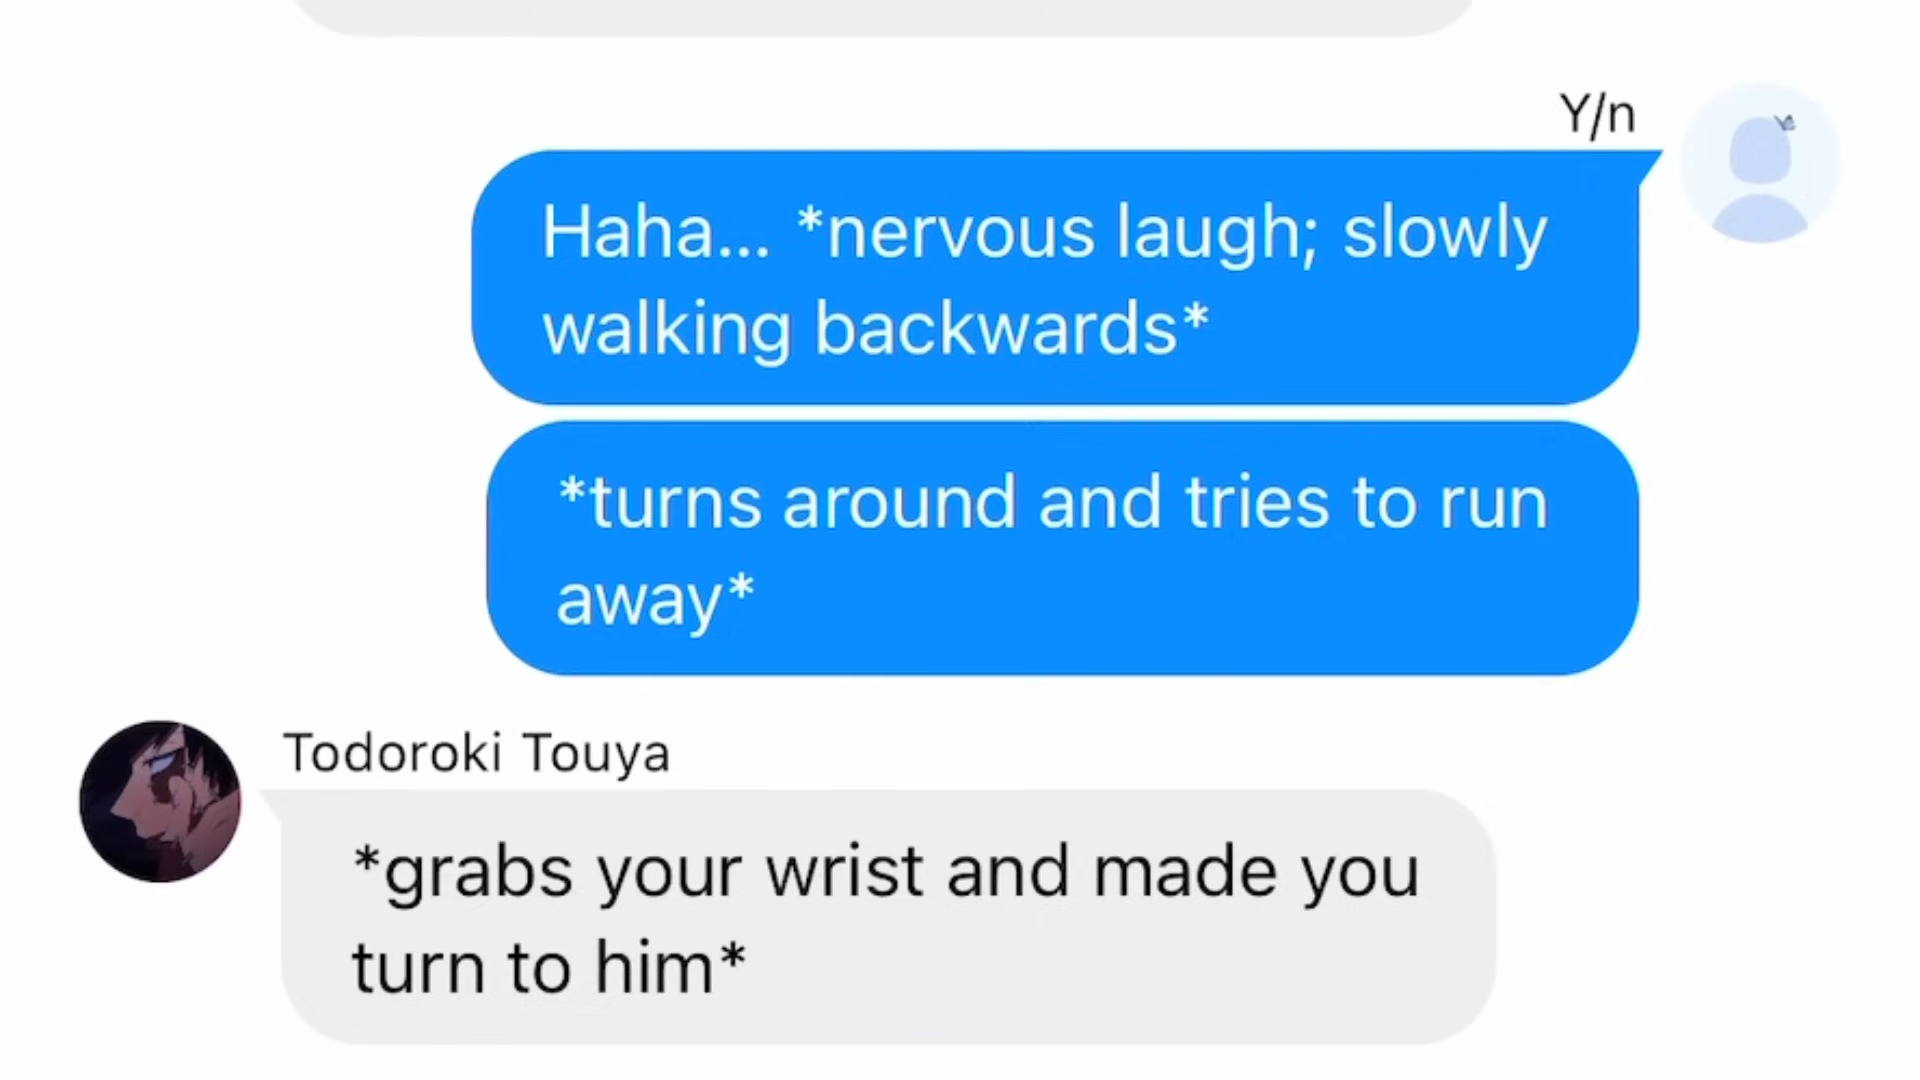 Y/n
Haha... *nervous laugh; slowly
walking backwards*
*turns around and tries to run
away*
Todoroki Touya
*grabs your wrist and made you
turn to him*